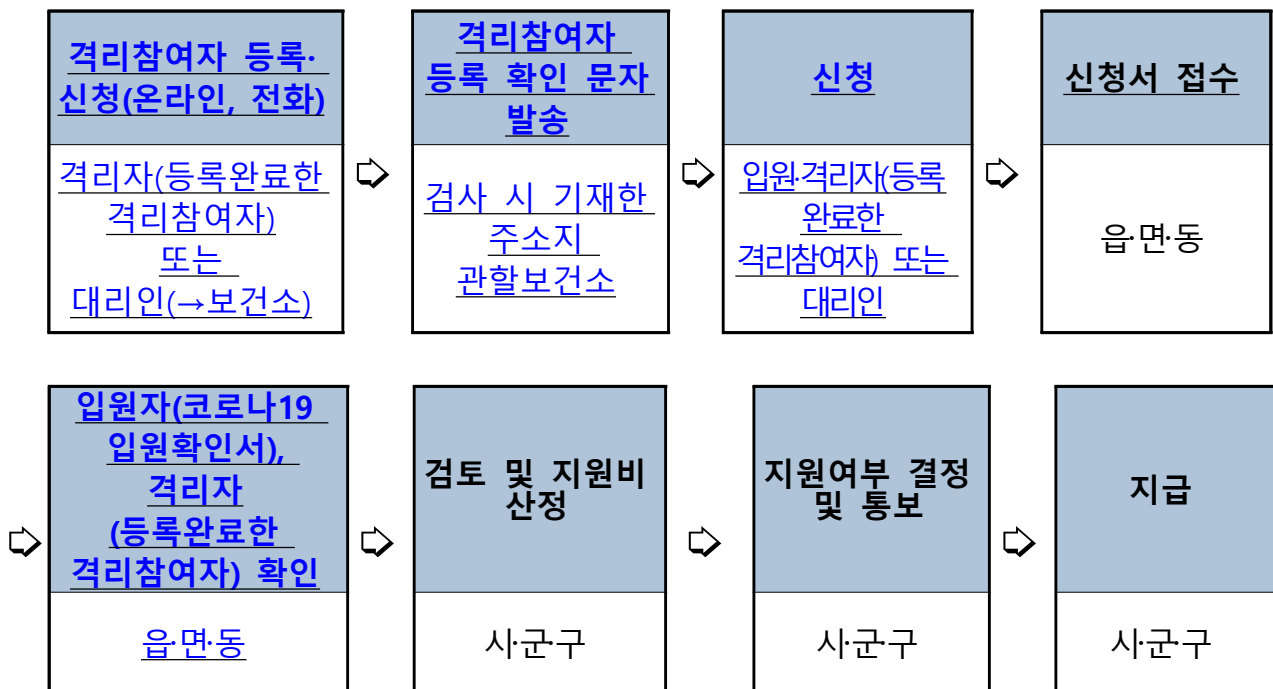 격리참여자 등록·
신청(온라인, 전화)
격리자(등록완료한
격리참여자)
또는
대리인(→보건소)
격리참여자
등록 확인 문자
발송
검사 시 기재한
주소지
관할보건소
신청
입원·격리자(등록
완료한
격리참여자) 또는
대리인
신청서 접수
읍·면·동
입원자(코로나19
입원확인서),
격리자
(등록완료한
격리참여자) 확인
읍·면·동
검토 및 지원비
산정
시·군·구
지원여부 결정
및 통보
시·군·구
지급
시·군·구